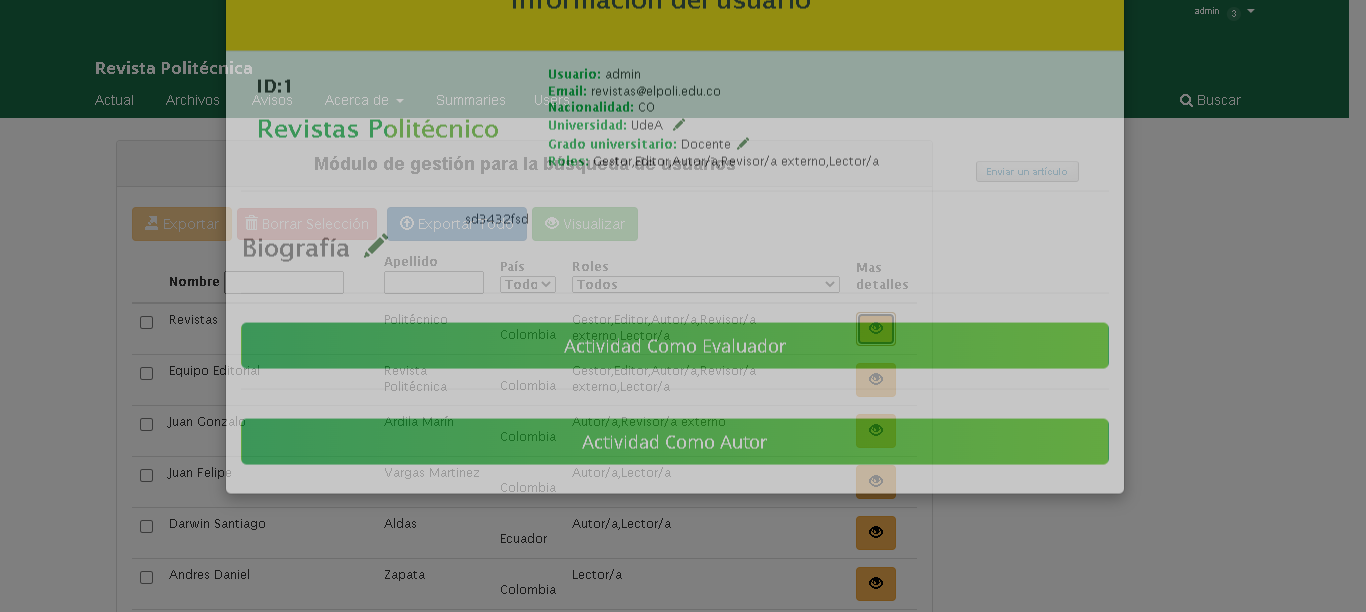 Información del usuario
admin 3
Revista Politécnica
Actual Archivos Avisos Acerca de Summaries Users
Buscar
ID:1
Revistas Politécnico
Usuario: admin
Email: revistas@elpoli.edu.co
Nacionalidad: CO
Universidad: UdeA
Grado universitario: Docente
Roles: Gestor,Editor,Autor/a,Revisor/a externo,Lector/a
Módulo de gestión para la búsqueda de usuarios
Enviar un artículo
Exportar Borrar Selección Exportar Todo Visualizar
sd3432fsd
Biografía
Nombre Apellido País Roles Mas detalles
Todo Todos
Revistas Politécnico Colombia Gestor,Editor,Autor/a,Revisor/a externo,Lector/a
Actividad Como Evaluador
Equipo Editorial Revista Politécnica Colombia Gestor,Editor,Autor/a,Revisor/a externo,Lector/a
Juan Gonzalo Ardila Marín Colombia Autor/a,Revisor/a externo
Actividad Como Autor
Juan Felipe Vargas Martínez Colombia Autor/a,Lector/a
Darwin Santiago Aldas Ecuador Autor/a,Lector/a
Andres Daniel Zapata Colombia Lector/a